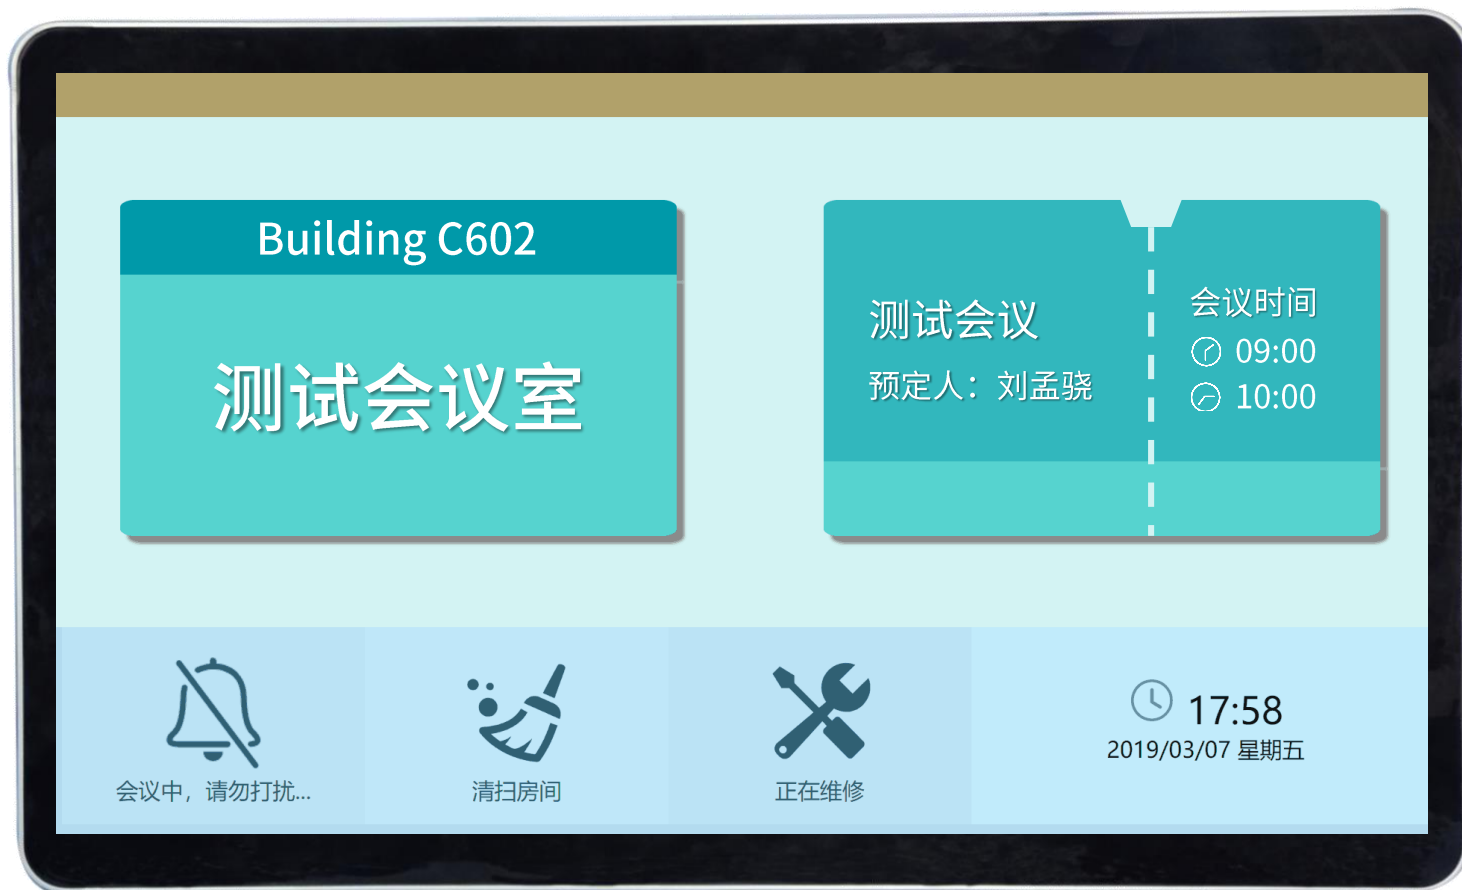 Building C602
测试会议室
测试会议
预定人：刘孟骁
会议时间
09:00
10:00
会议中，请勿打扰...
清扫房间
正在维修
17:58
2019/03/07 星期五